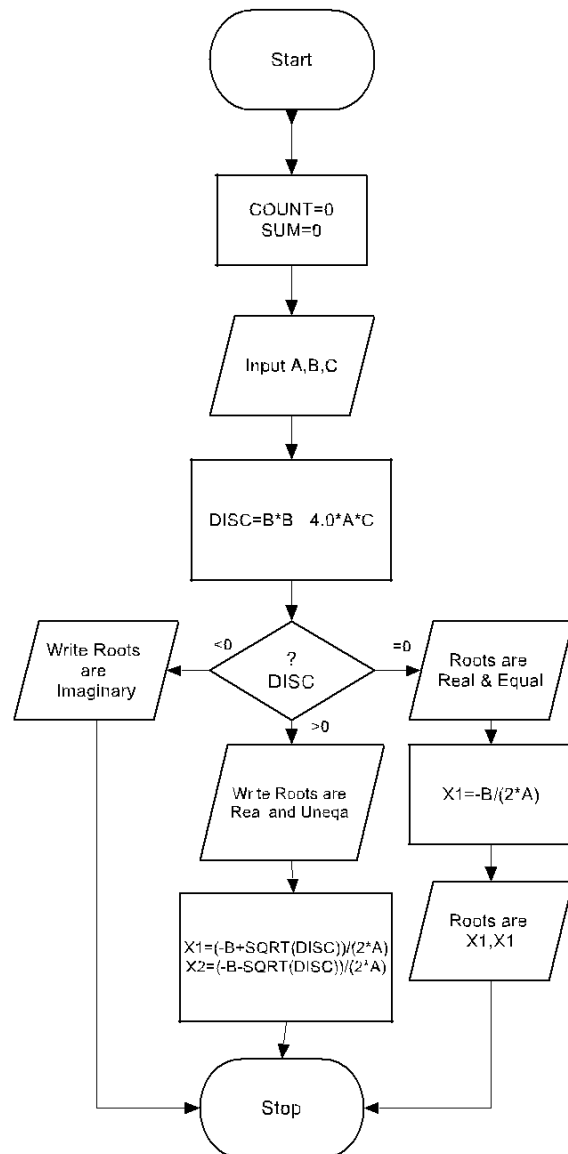 Start
COUNT=0
SUM=0
Input A,B,C
DISC=B*B 4.0*A*C
<0
?
DISC
=0
>0
Write Roots
are
Imaginary
Roots are
Real & Equal
Write Roots are
Rea and Uneqa
X1=-B/(2*A)
X1=(-B+SQRT(DISC))/(2*A)
X2=(-B-SQRT(DISC))/(2*A)
Roots are
X1,X1
Stop